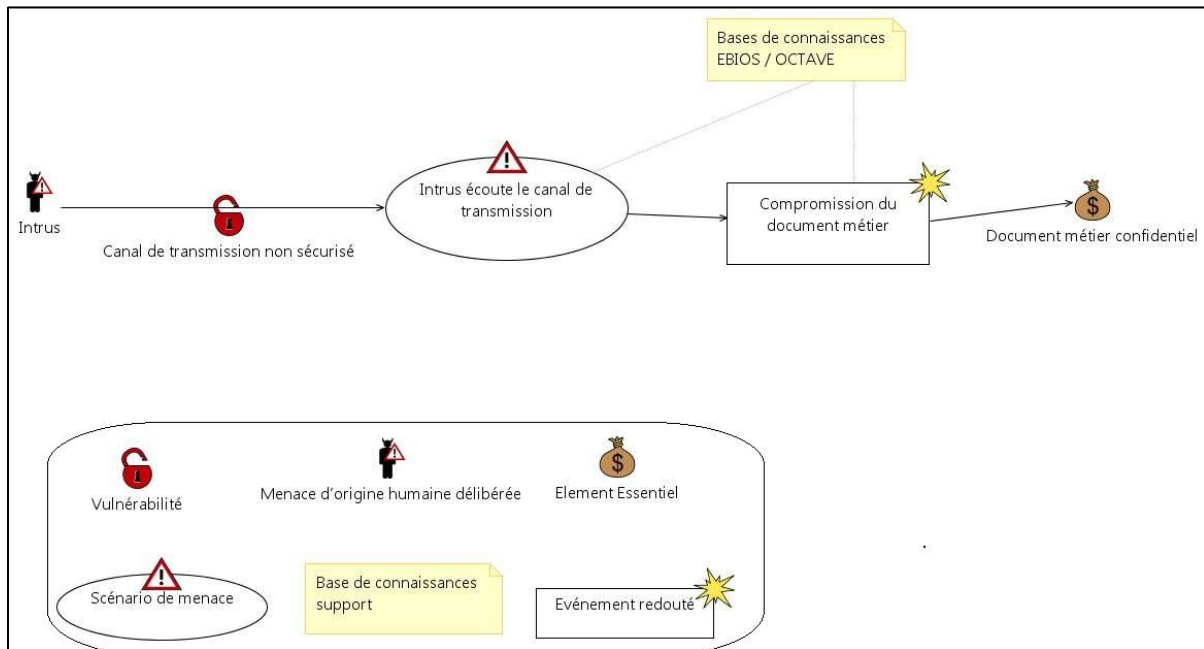 Bases de connaissances
EBIOS / OCTAVE
Intrus écoute le canal de
transmission
Compromission du
document métier
Intrus
Canal de transmission non sécurisé
$
Document métier confidentiel
Vulnérabilité
Menace d'origine humaine délibérée
$
Element Essentiel
Scénario de menace
Base de connaissances
support
Evénement redouté